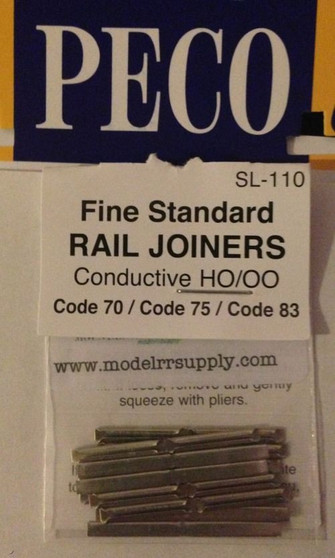 PECO
SL-110
Fine Standard
RAIL JOINERS
Conductive HO/OO
Code 70 / Code 75 / Code 83
www.modelrrsupply.com
remove and gently
squeeze with pliers.